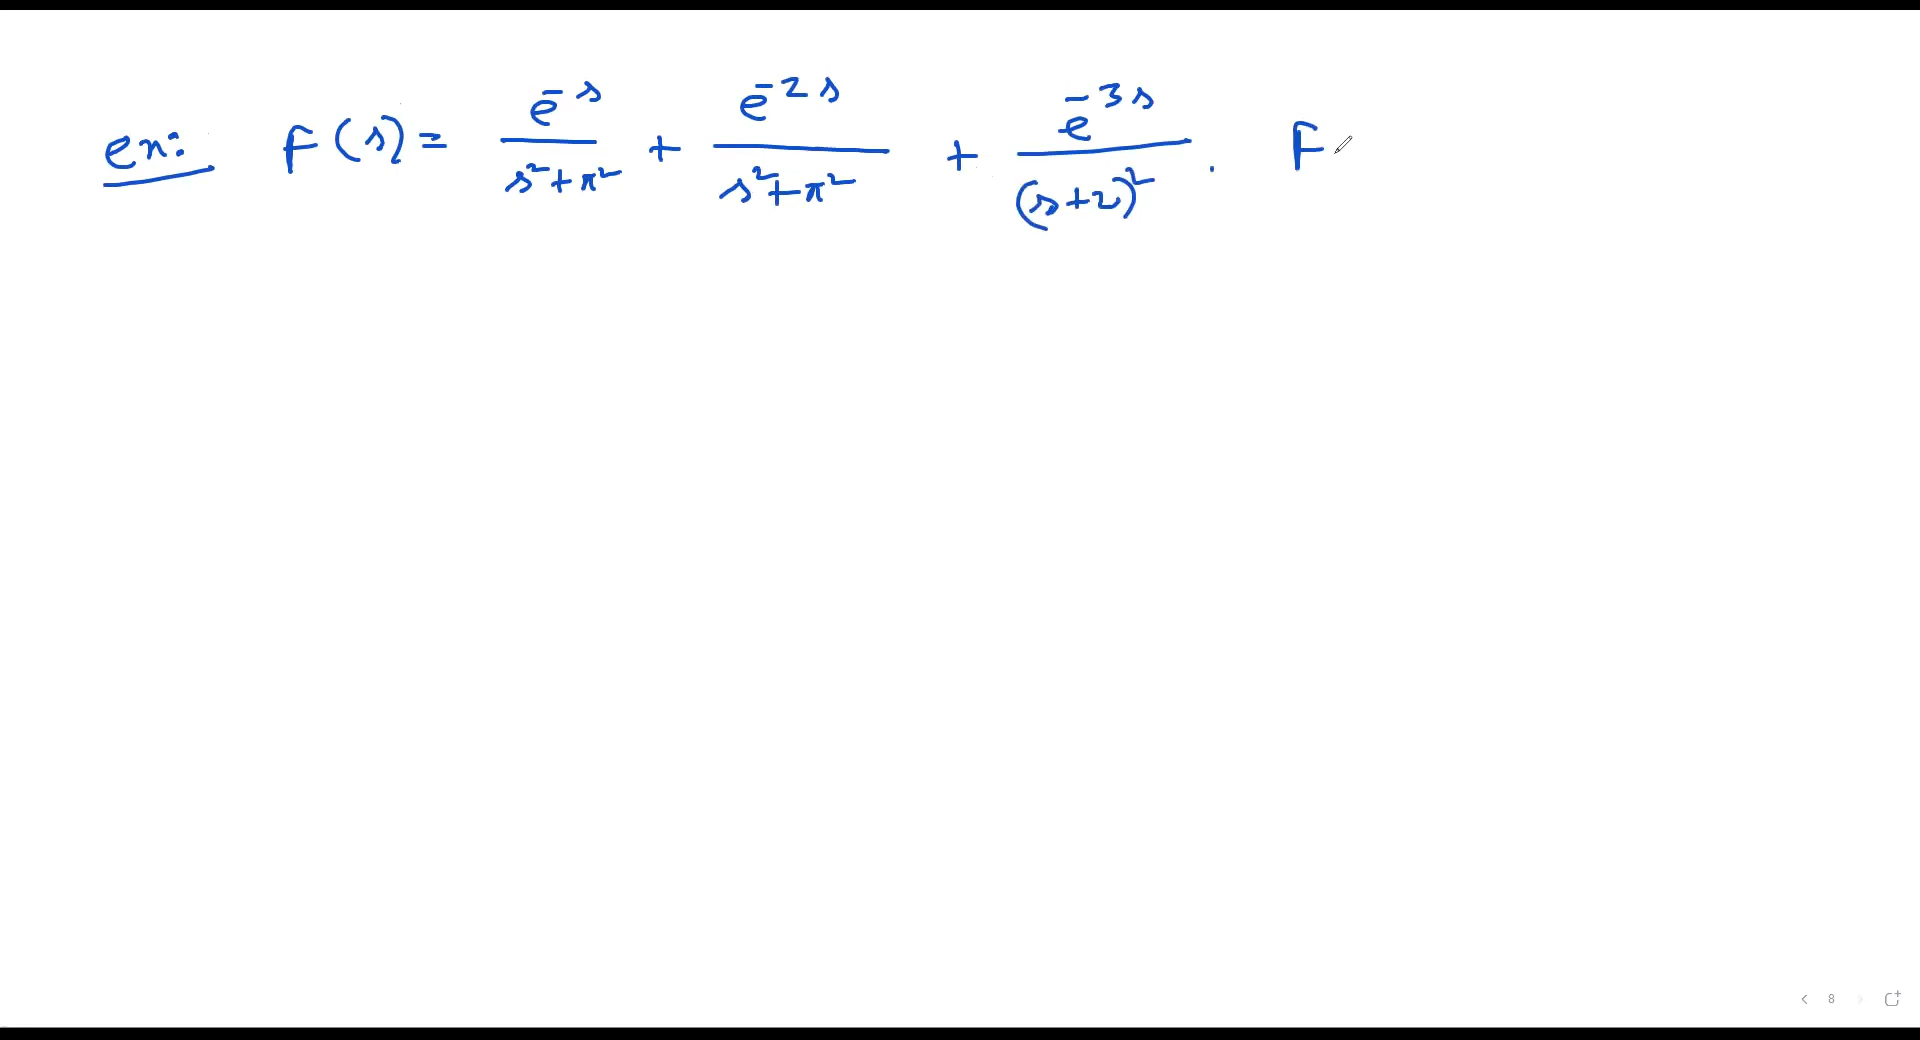 ex: F(s) = e^{-s}/(s²+π²) + e^{-2s}/(s²+π²) + e^{-3s}/(s+2)². F
8